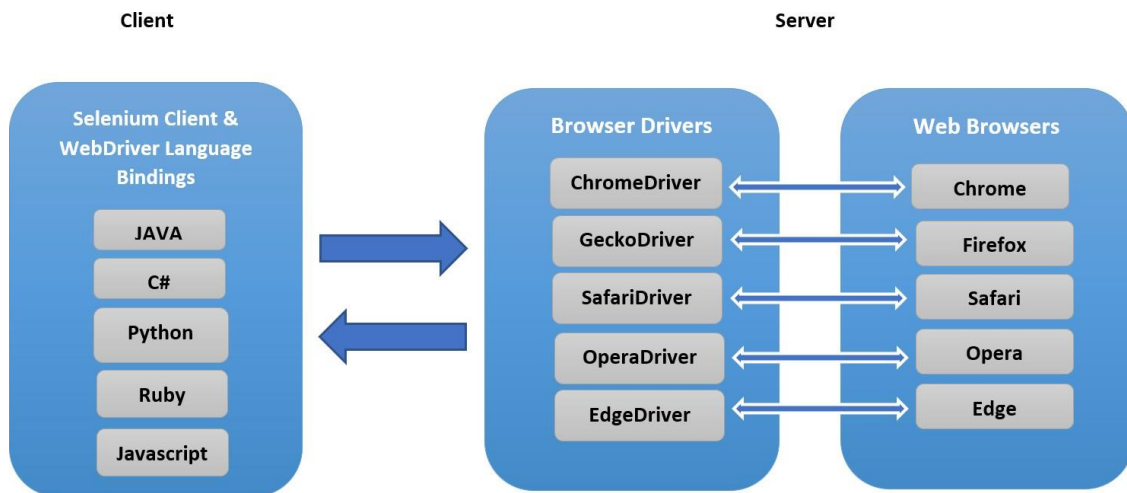 Client
Server
Selenium Client &
WebDriver Language
Bindings
JAVA
C#
Python
Ruby
Javascript
Browser Drivers
ChromeDriver
GeckoDriver
SafariDriver
OperaDriver
EdgeDriver
Web Browsers
Chrome
Firefox
Safari
Opera
Edge